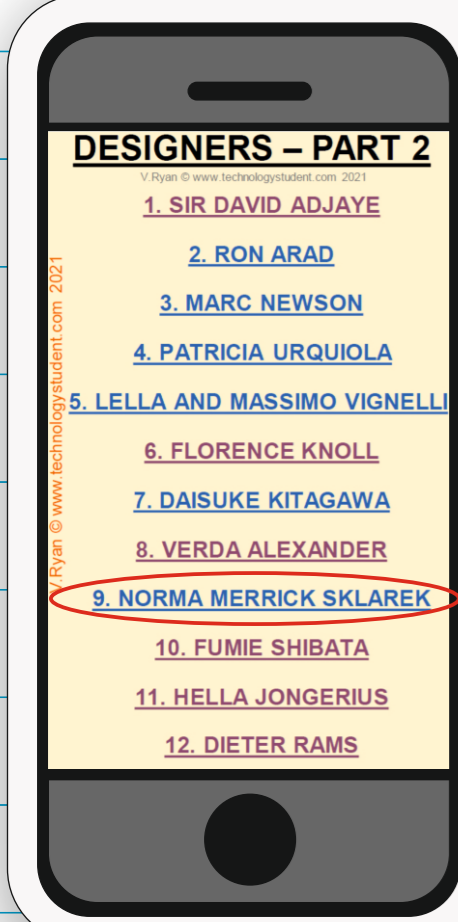 DESIGNERS – PART 2
V.Ryan © www.technologystudent.com 2021
1. SIR DAVID ADJAYE
2. RON ARAD
3. MARC NEWSON
4. PATRICIA URQUIOLA
5. LELLA AND MASSIMO VIGNELLI
6. FLORENCE KNOLL
7. DAISUKE KITAGAWA
8. VERDA ALEXANDER
9. NORMA MERRICK SKLAREK
10. FUMIE SHIBATA
11. HELLA JONGERIUS
12. DIETER RAMS
V.Ryan © www.technologystudent.com 2021